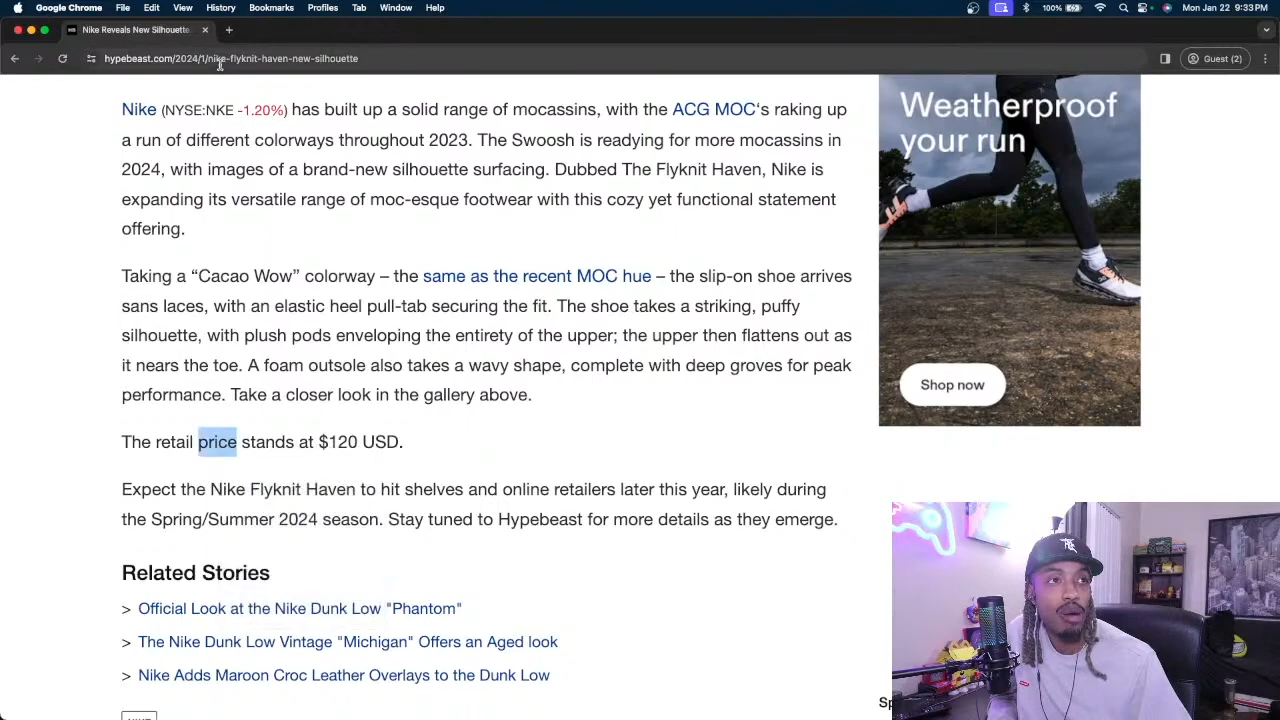 Google Chrome File Edit View History Bookmarks Profiles Tab Window Help 100% Mon Jan 22 9:33 PM
HB Nike Reveals New Silhouette
hypebeast.com/2024/1/nike-flyknit-haven-new-silhouette Guest (2)
Nike (NYSE:NKE -1.20%) has built up a solid range of mocassins, with the ACG MOC‘s raking up
a run of different colorways throughout 2023. The Swoosh is readying for more mocassins in
2024, with images of a brand-new silhouette surfacing. Dubbed The Flyknit Haven, Nike is
expanding its versatile range of moc-esque footwear with this cozy yet functional statement
offering.
Taking a “Cacao Wow” colorway – the same as the recent MOC hue – the slip-on shoe arrives
sans laces, with an elastic heel pull-tab securing the fit. The shoe takes a striking, puffy
silhouette, with plush pods enveloping the entirety of the upper; the upper then flattens out as
it nears the toe. A foam outsole also takes a wavy shape, complete with deep groves for peak
performance. Take a closer look in the gallery above.
The retail price stands at $120 USD.
Expect the Nike Flyknit Haven to hit shelves and online retailers later this year, likely during
the Spring/Summer 2024 season. Stay tuned to Hypebeast for more details as they emerge.
Related Stories
> Official Look at the Nike Dunk Low "Phantom"
> The Nike Dunk Low Vintage "Michigan" Offers an Aged look
> Nike Adds Maroon Croc Leather Overlays to the Dunk Low
Weatherproof
your run
Shop now